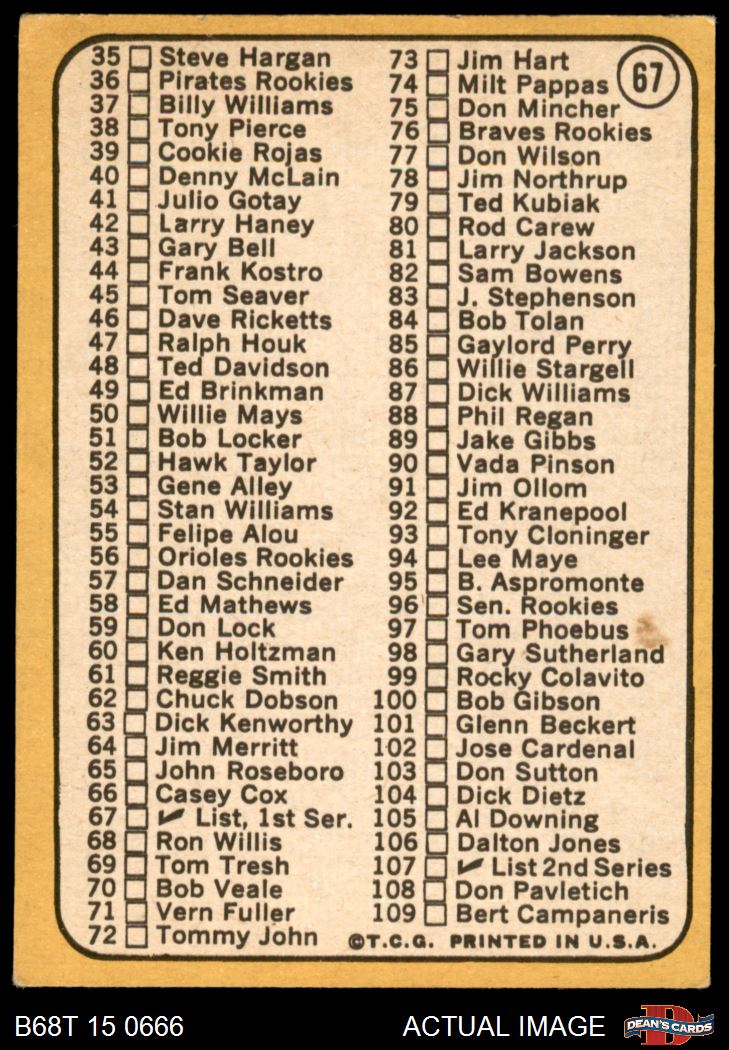 67
35 Steve Hargan
36 Pirates Rookies
37 Billy Williams
38 Tony Pierce
39 Cookie Rojas
40 Denny McLain
41 Julio Gotay
42 Larry Haney
43 Gary Bell
44 Frank Kostro
45 Tom Seaver
46 Dave Ricketts
47 Ralph Houk
48 Ted Davidson
49 Ed Brinkman
50 Willie Mays
51 Bob Locker
52 Hawk Taylor
53 Gene Alley
54 Stan Williams
55 Felipe Alou
56 Orioles Rookies
57 Dan Schneider
58 Ed Mathews
59 Don Lock
60 Ken Holtzman
61 Reggie Smith
62 Chuck Dobson
63 Dick Kenworthy
64 Jim Merritt
65 John Roseboro
66 Casey Cox
67 ✔ List, 1st Ser.
68 Ron Willis
69 Tom Tresh
70 Bob Veale
71 Vern Fuller
72 Tommy John
73 Jim Hart
74 Milt Pappas
75 Don Mincher
76 Braves Rookies
77 Don Wilson
78 Jim Northrup
79 Ted Kubiak
80 Rod Carew
81 Larry Jackson
82 Sam Bowens
83 J. Stephenson
84 Bob Tolan
85 Gaylord Perry
86 Willie Stargell
87 Dick Williams
88 Phil Regan
89 Jake Gibbs
90 Vada Pinson
91 Jim Ollom
92 Ed Kranepool
93 Tony Cloninger
94 Lee Maye
95 B. Aspromonte
96 Sen. Rookies
97 Tom Phoebus
98 Gary Sutherland
99 Rocky Colavito
100 Bob Gibson
101 Glenn Beckert
102 Jose Cardenal
103 Don Sutton
104 Dick Dietz
105 Al Downing
106 Dalton Jones
107 ✔ List 2nd Series
108 Don Pavletich
109 Bert Campaneris
©T.C.G. PRINTED IN U.S.A.
B68T 15 0666
ACTUAL IMAGE
D
DEAN'S CARDS